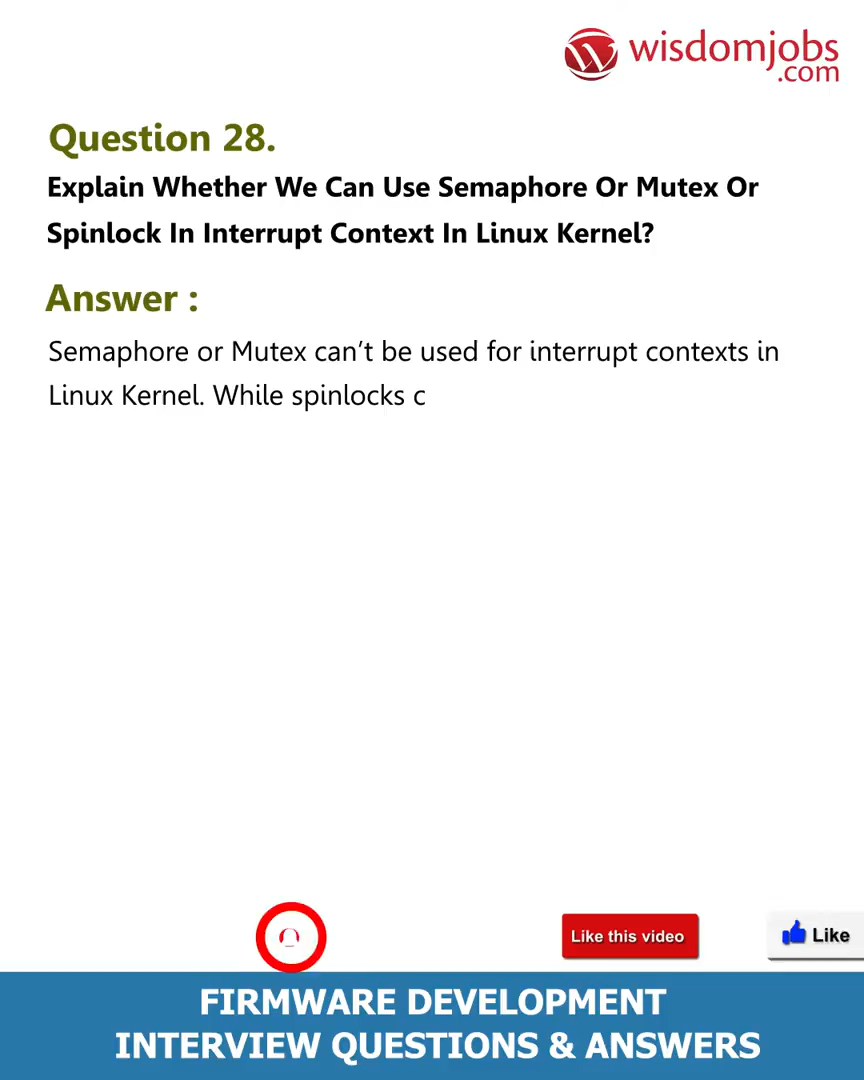 wisdomjobs
.com
Question 28.
Explain Whether We Can Use Semaphore Or Mutex Or
Spinlock In Interrupt Context In Linux Kernel?
Answer :
Semaphore or Mutex can’t be used for interrupt contexts in
Linux Kernel. While spinlocks c
Like this video
Like
FIRMWARE DEVELOPMENT
INTERVIEW QUESTIONS & ANSWERS